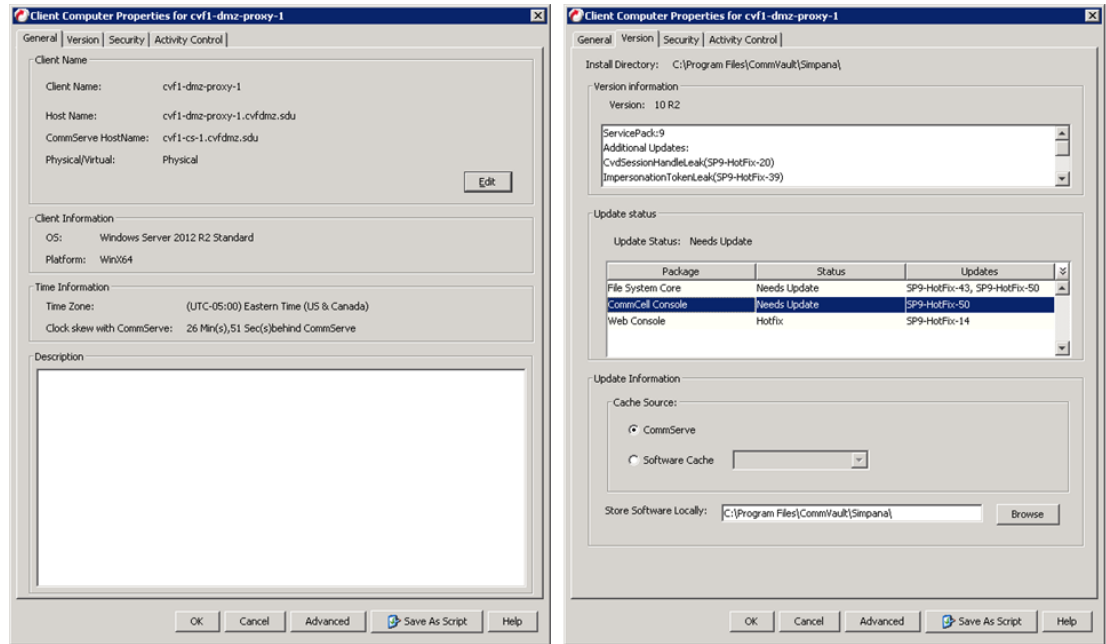 Client Computer Properties for cvf1-dmz-proxy-1
General Version Security Activity Control
Client Name
Client Name: cvf1-dmz-proxy-1
Host Name: cvf1-dmz-proxy-1.cvfdmz.sdu
CommServe HostName: cvf1-cs-1.cvfdmz.sdu
Physical/Virtual: Physical
Edit
Client Information
OS: Windows Server 2012 R2 Standard
Platform: WinX64
Time Information
Time Zone: (UTC-05:00) Eastern Time (US & Canada)
Clock skew with CommServe: 26 Min(s),51 Sec(s)behind CommServe
Description
OK Cancel Advanced Save As Script Help
Client Computer Properties for cvf1-dmz-proxy-1
General Version Security Activity Control
Install Directory: C:\Program Files\CommVault\Simpana\
Version information
Version: 10 R2
ServicePack:9
Additional Updates:
CvdSessionHandleLeak(SP9-HotFix-20)
ImpersonationTokenLeak(SP9-HotFix-39)
Update status
Update Status: Needs Update
Package Status Updates
File System Core Needs Update SP9-HotFix-43, SP9-HotFix-50
CommCell Console Needs Update SP9-HotFix-50
Web Console Hotfix SP9-HotFix-14
Update Information
Cache Source:
CommServe
Software Cache
Store Software Locally: C:\Program Files\CommVault\Simpana\ Browse
OK Cancel Advanced Save As Script Help